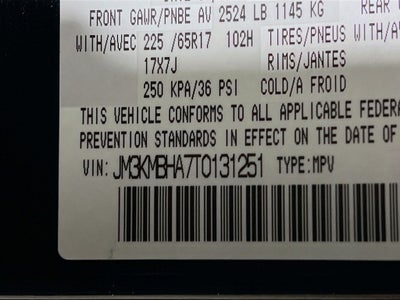 FRONT GAWR/PNBE AV 2524 LB 1145 KG REAR
WITH/AVEC 225 /65R17 102H TIRES/PNEUS WITH/AV
17X7J RIMS/JANTES
250 KPA/36 PSI COLD/A FROID
THIS VEHICLE CONFORMS TO ALL APPLICABLE FEDERA
PREVENTION STANDARDS IN EFFECT ON THE DATE OF
VIN: JM3KMBHA7T0131251 TYPE:MPV